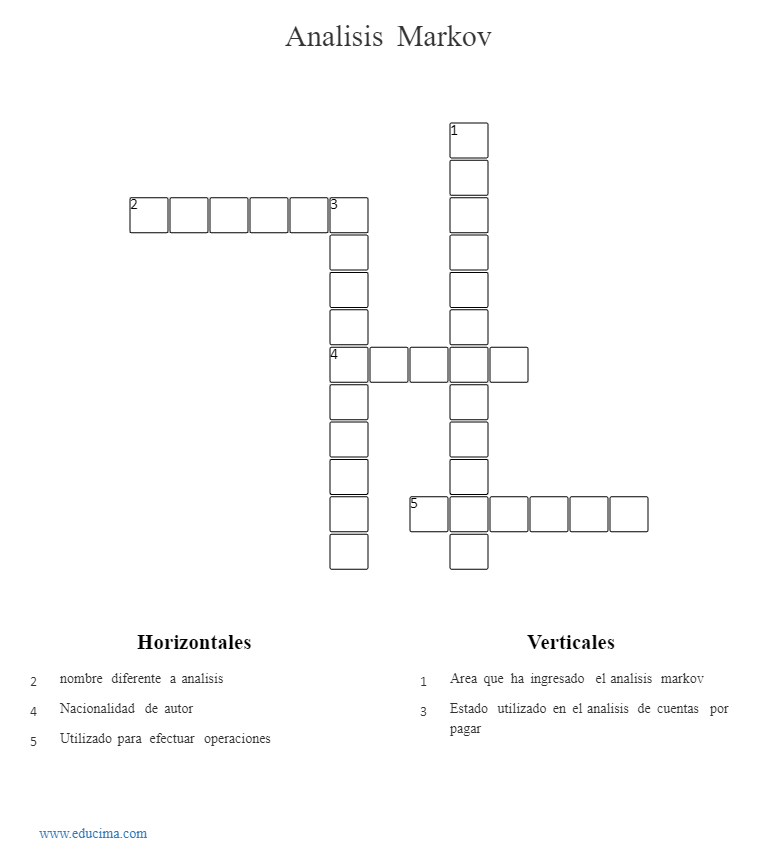 Analisis Markov
1
2
3
4
5
Horizontales
2 nombre diferente a analisis
4 Nacionalidad de autor
5 Utilizado para efectuar operaciones
Verticales
1 Area que ha ingresado el analisis markov
3 Estado utilizado en el analisis de cuentas por
pagar
www.educima.com